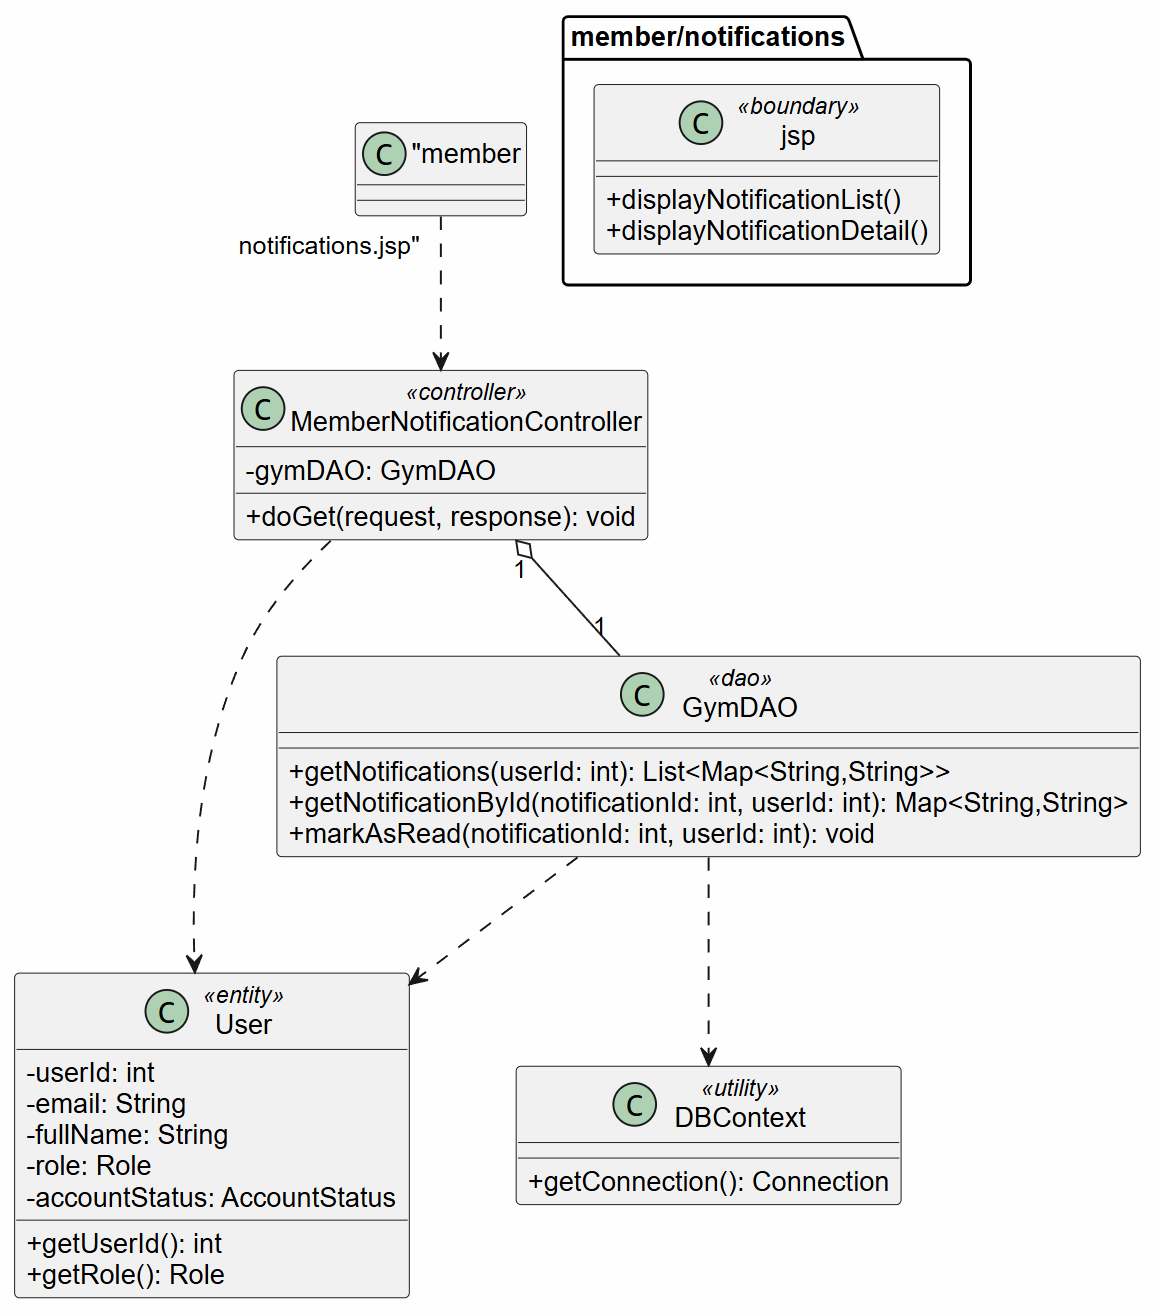 member/notifications
C
«boundary»
jsp
+displayNotificationList()
+displayNotificationDetail()
C
"member
notifications.jsp"
C
«controller»
MemberNotificationController
-gymDAO: GymDAO
+doGet(request, response): void
1
1
C
«dao»
GymDAO
+getNotifications(userId: int): List<Map<String,String>>
+getNotificationById(notificationId: int, userId: int): Map<String,String>
+markAsRead(notificationId: int, userId: int): void
C
«entity»
User
-userId: int
-email: String
-fullName: String
-role: Role
-accountStatus: AccountStatus
+getUserId(): int
+getRole(): Role
C
«utility»
DBContext
+getConnection(): Connection